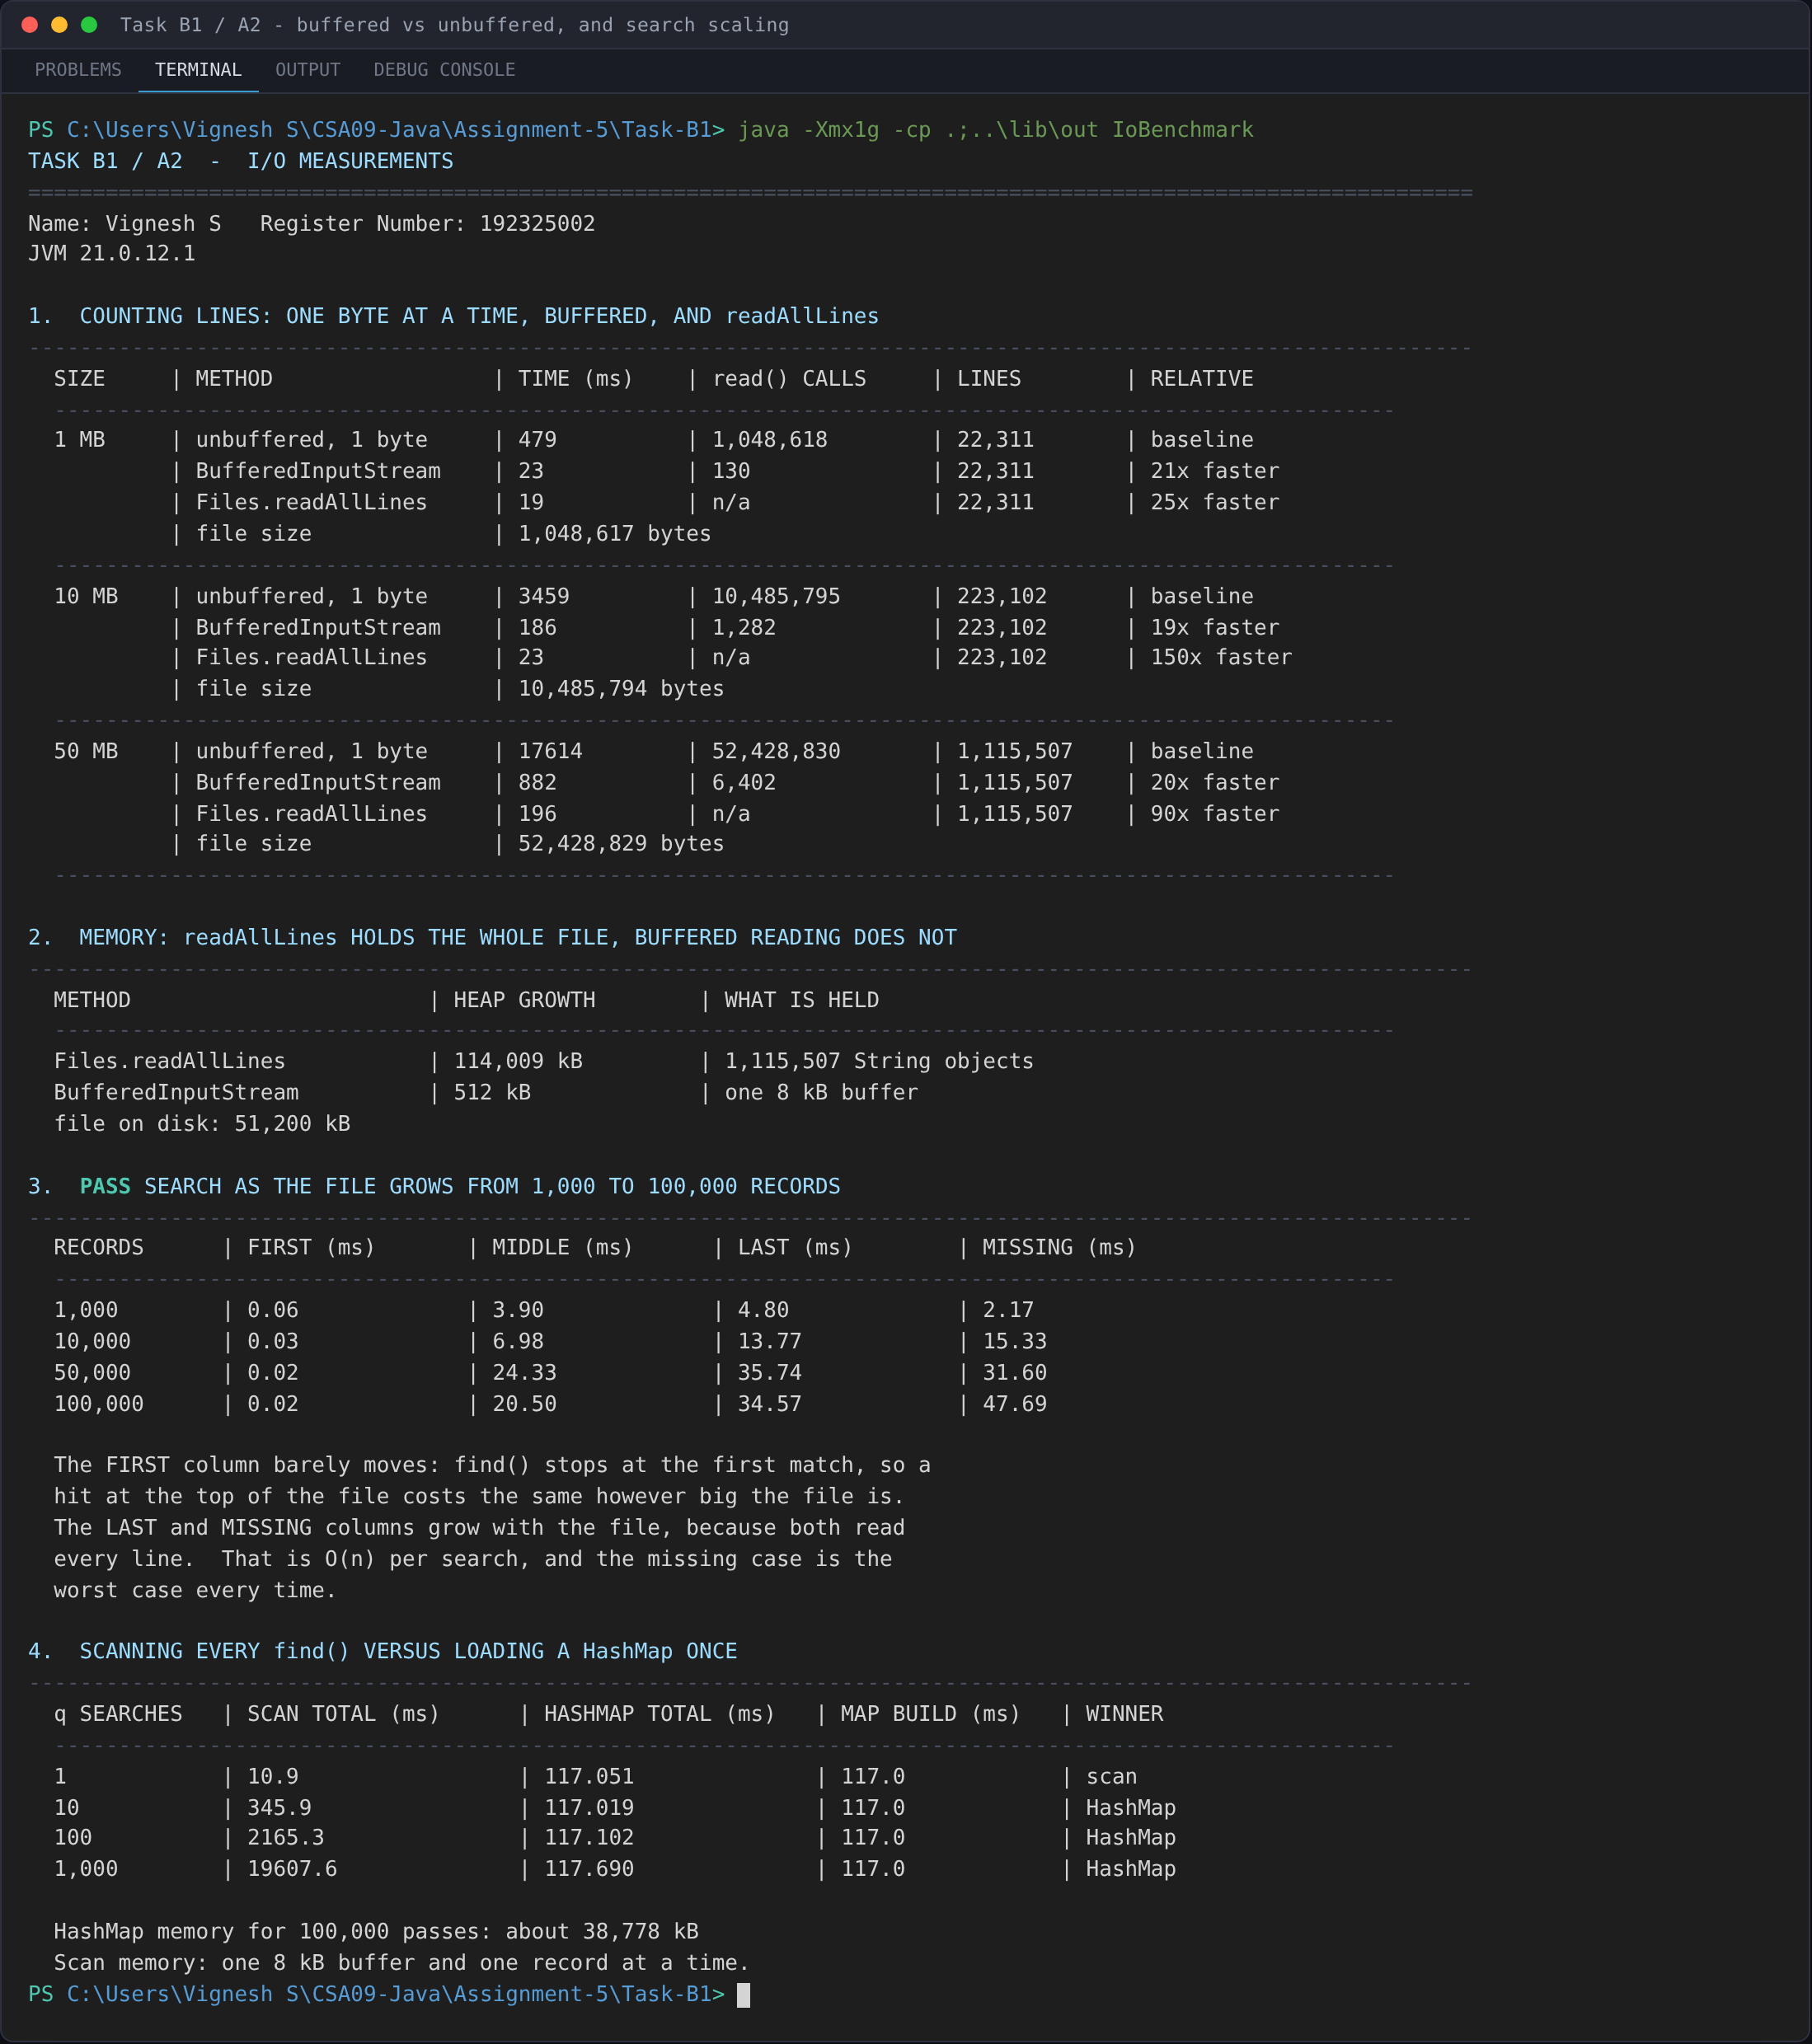 Task B1 / A2 - buffered vs unbuffered, and search scaling
PROBLEMS TERMINAL OUTPUT DEBUG CONSOLE
PS C:\Users\Vignesh S\CSA09-Java\Assignment-5\Task-B1> java -Xmx1g -cp .;..\lib\out IoBenchmark
TASK B1 / A2  -  I/O MEASUREMENTS
================================================================================================================
Name: Vignesh S   Register Number: 192325002
JVM 21.0.12.1
1.  COUNTING LINES: ONE BYTE AT A TIME, BUFFERED, AND readAllLines
----------------------------------------------------------------------------------------------------------------
SIZE     | METHOD                 | TIME (ms)    | read() CALLS     | LINES        | RELATIVE
--------------------------------------------------------------------------------------------------------
1 MB     | unbuffered, 1 byte     | 479          | 1,048,618        | 22,311       | baseline
| BufferedInputStream    | 23           | 130              | 22,311       | 21x faster
| Files.readAllLines     | 19           | n/a              | 22,311       | 25x faster
| file size              | 1,048,617 bytes
--------------------------------------------------------------------------------------------------------
10 MB    | unbuffered, 1 byte     | 3459         | 10,485,795       | 223,102      | baseline
| BufferedInputStream    | 186          | 1,282            | 223,102      | 19x faster
| Files.readAllLines     | 23           | n/a              | 223,102      | 150x faster
| file size              | 10,485,794 bytes
--------------------------------------------------------------------------------------------------------
50 MB    | unbuffered, 1 byte     | 17614        | 52,428,830       | 1,115,507    | baseline
| BufferedInputStream    | 882          | 6,402            | 1,115,507    | 20x faster
| Files.readAllLines     | 196          | n/a              | 1,115,507    | 90x faster
| file size              | 52,428,829 bytes
--------------------------------------------------------------------------------------------------------
2.  MEMORY: readAllLines HOLDS THE WHOLE FILE, BUFFERED READING DOES NOT
----------------------------------------------------------------------------------------------------------------
METHOD                       | HEAP GROWTH        | WHAT IS HELD
--------------------------------------------------------------------------------------------------------
Files.readAllLines           | 114,009 kB         | 1,115,507 String objects
BufferedInputStream          | 512 kB             | one 8 kB buffer
file on disk: 51,200 kB
3.  PASS SEARCH AS THE FILE GROWS FROM 1,000 TO 100,000 RECORDS
----------------------------------------------------------------------------------------------------------------
RECORDS      | FIRST (ms)       | MIDDLE (ms)      | LAST (ms)        | MISSING (ms)
--------------------------------------------------------------------------------------------------------
1,000        | 0.06             | 3.90             | 4.80             | 2.17
10,000       | 0.03             | 6.98             | 13.77            | 15.33
50,000       | 0.02             | 24.33            | 35.74            | 31.60
100,000      | 0.02             | 20.50            | 34.57            | 47.69
The FIRST column barely moves: find() stops at the first match, so a
hit at the top of the file costs the same however big the file is.
The LAST and MISSING columns grow with the file, because both read
every line.  That is O(n) per search, and the missing case is the
worst case every time.
4.  SCANNING EVERY find() VERSUS LOADING A HashMap ONCE
----------------------------------------------------------------------------------------------------------------
q SEARCHES   | SCAN TOTAL (ms)      | HASHMAP TOTAL (ms)   | MAP BUILD (ms)   | WINNER
--------------------------------------------------------------------------------------------------------
1            | 10.9                 | 117.051              | 117.0            | scan
10           | 345.9                | 117.019              | 117.0            | HashMap
100          | 2165.3               | 117.102              | 117.0            | HashMap
1,000        | 19607.6              | 117.690              | 117.0            | HashMap
HashMap memory for 100,000 passes: about 38,778 kB
Scan memory: one 8 kB buffer and one record at a time.
PS C:\Users\Vignesh S\CSA09-Java\Assignment-5\Task-B1>